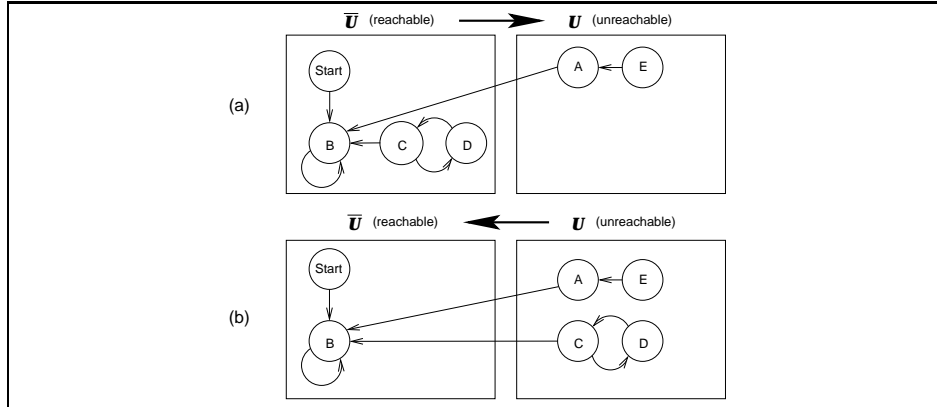 U̅ (reachable) U (unreachable)
Start
A E
(a)
B C D
U̅ (reachable) U (unreachable)
Start
A E
(b)
B C D